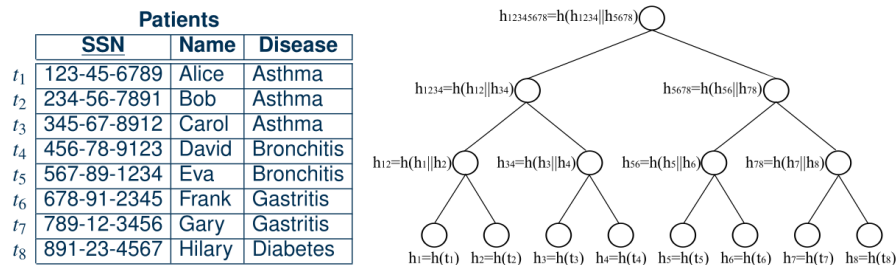 Patients
SSN Name Disease
t1 123-45-6789 Alice Asthma
t2 234-56-7891 Bob Asthma
t3 345-67-8912 Carol Asthma
t4 456-78-9123 David Bronchitis
t5 567-89-1234 Eva Bronchitis
t6 678-91-2345 Frank Gastritis
t7 789-12-3456 Gary Gastritis
t8 891-23-4567 Hilary Diabetes
h12345678=h(h1234||h5678)
h1234=h(h12||h34) h5678=h(h56||h78)
h12=h(h1||h2) h34=h(h3||h4) h56=h(h5||h6) h78=h(h7||h8)
h1=h(t1) h2=h(t2) h3=h(t3) h4=h(t4) h5=h(t5) h6=h(t6) h7=h(t7) h8=h(t8)